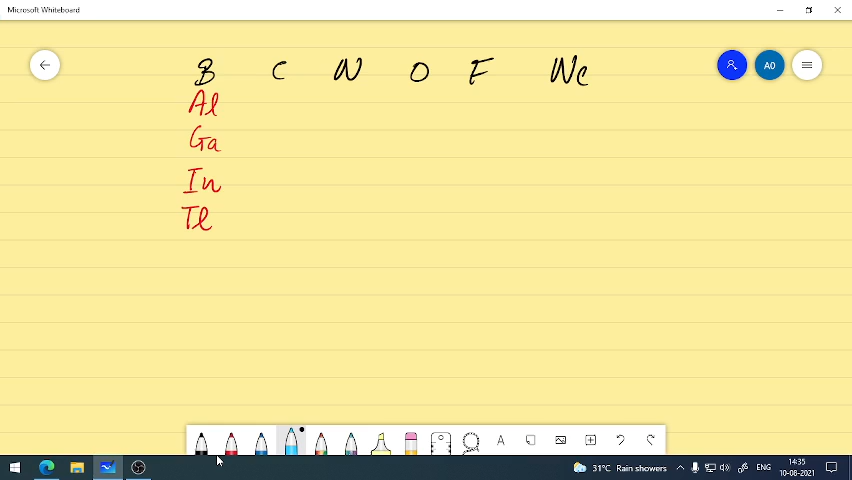 Microsoft Whiteboard
B C N O F Ne
A0
Al
Ga
In
Tl
A
31°C Rain showers ENG 14:35
10-08-2021